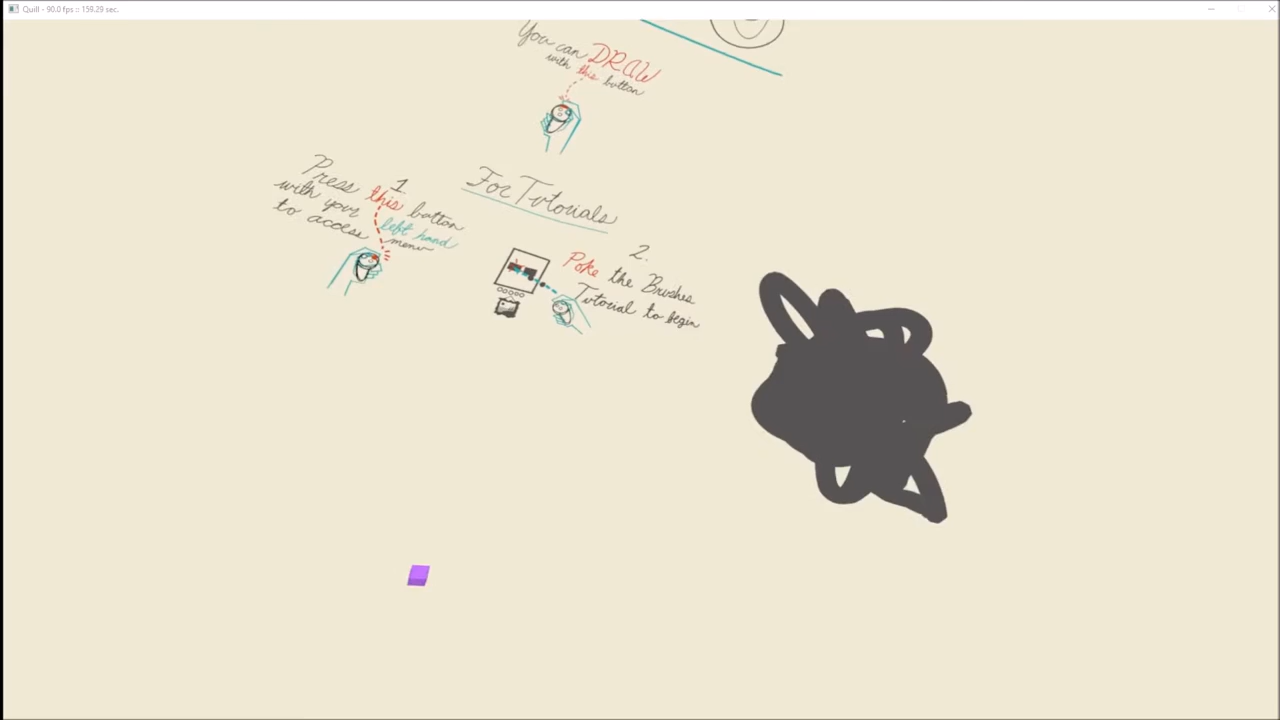 Quill - 90.0 fps :: 159.29 sec.
You can DRAW
with this button
For Tutorials
1.
Press this button
with your left hand
to access menu
2.
Poke the Brushes
Tutorial to begin